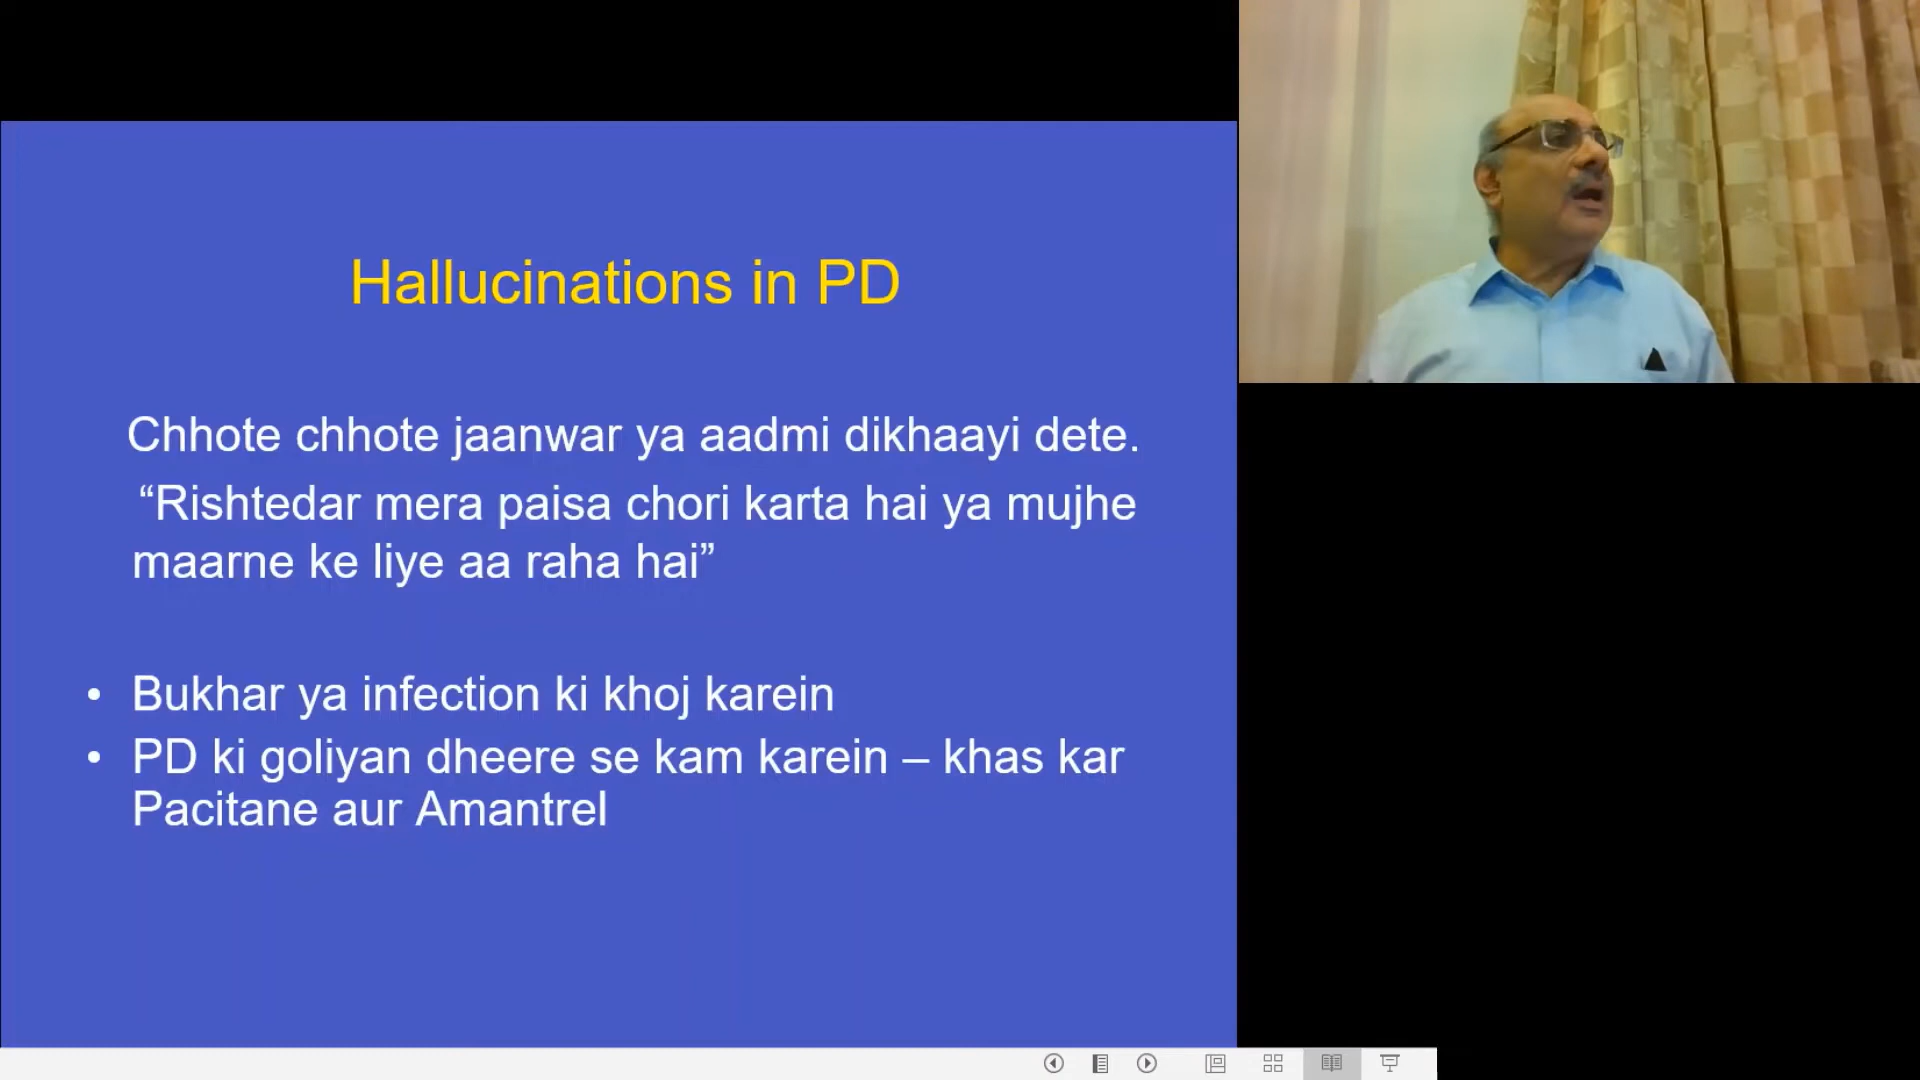 Hallucinations in PD
Chhote chhote jaanwar ya aadmi dikhaayi dete.
“Rishtedar mera paisa chori karta hai ya mujhe
maarne ke liye aa raha hai”
• Bukhar ya infection ki khoj karein
• PD ki goliyan dheere se kam karein – khas kar
Pacitane aur Amantrel